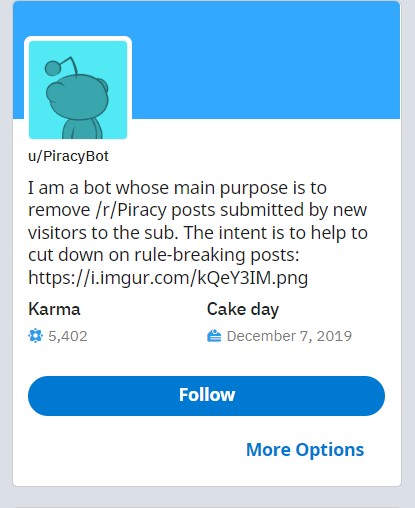 u/PiracyBot
I am a bot whose main purpose is to
remove /r/Piracy posts submitted by new
visitors to the sub. The intent is to help to
cut down on rule-breaking posts:
https://i.imgur.com/kQeY3IM.png
Karma Cake day
5,402 December 7, 2019
Follow
More Options